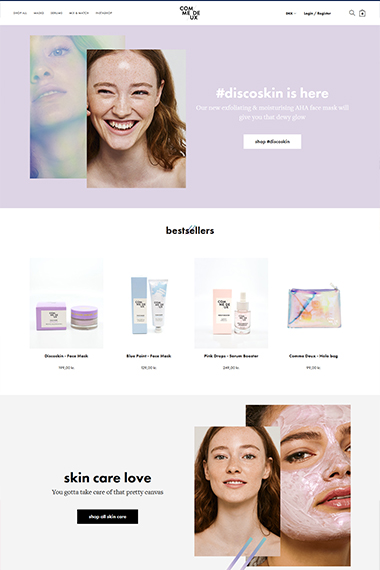 SHOP ALL MASKS SERUMS MIX & MATCH INSTASHOP
COM
ME DE
UX
DKK
Login / Register
0
#discoskin is here
Our new exfoliating & moisturising AHA face mask will
give you that dewy glow
shop #discoskin
bestsellers
Discoskin - Face Mask
Blue Paint - Face Mask
Pink Drops - Serum Booster
Comme Deux - Holo bag
199,00 kr.
129,00 kr.
249,00 kr.
99,00 kr.
skin care love
You gotta take care of that pretty canvas
shop all skin care